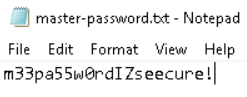 master-password.txt - Notepad
File Edit Format View Help
m33pa55w0rdIZseecure!